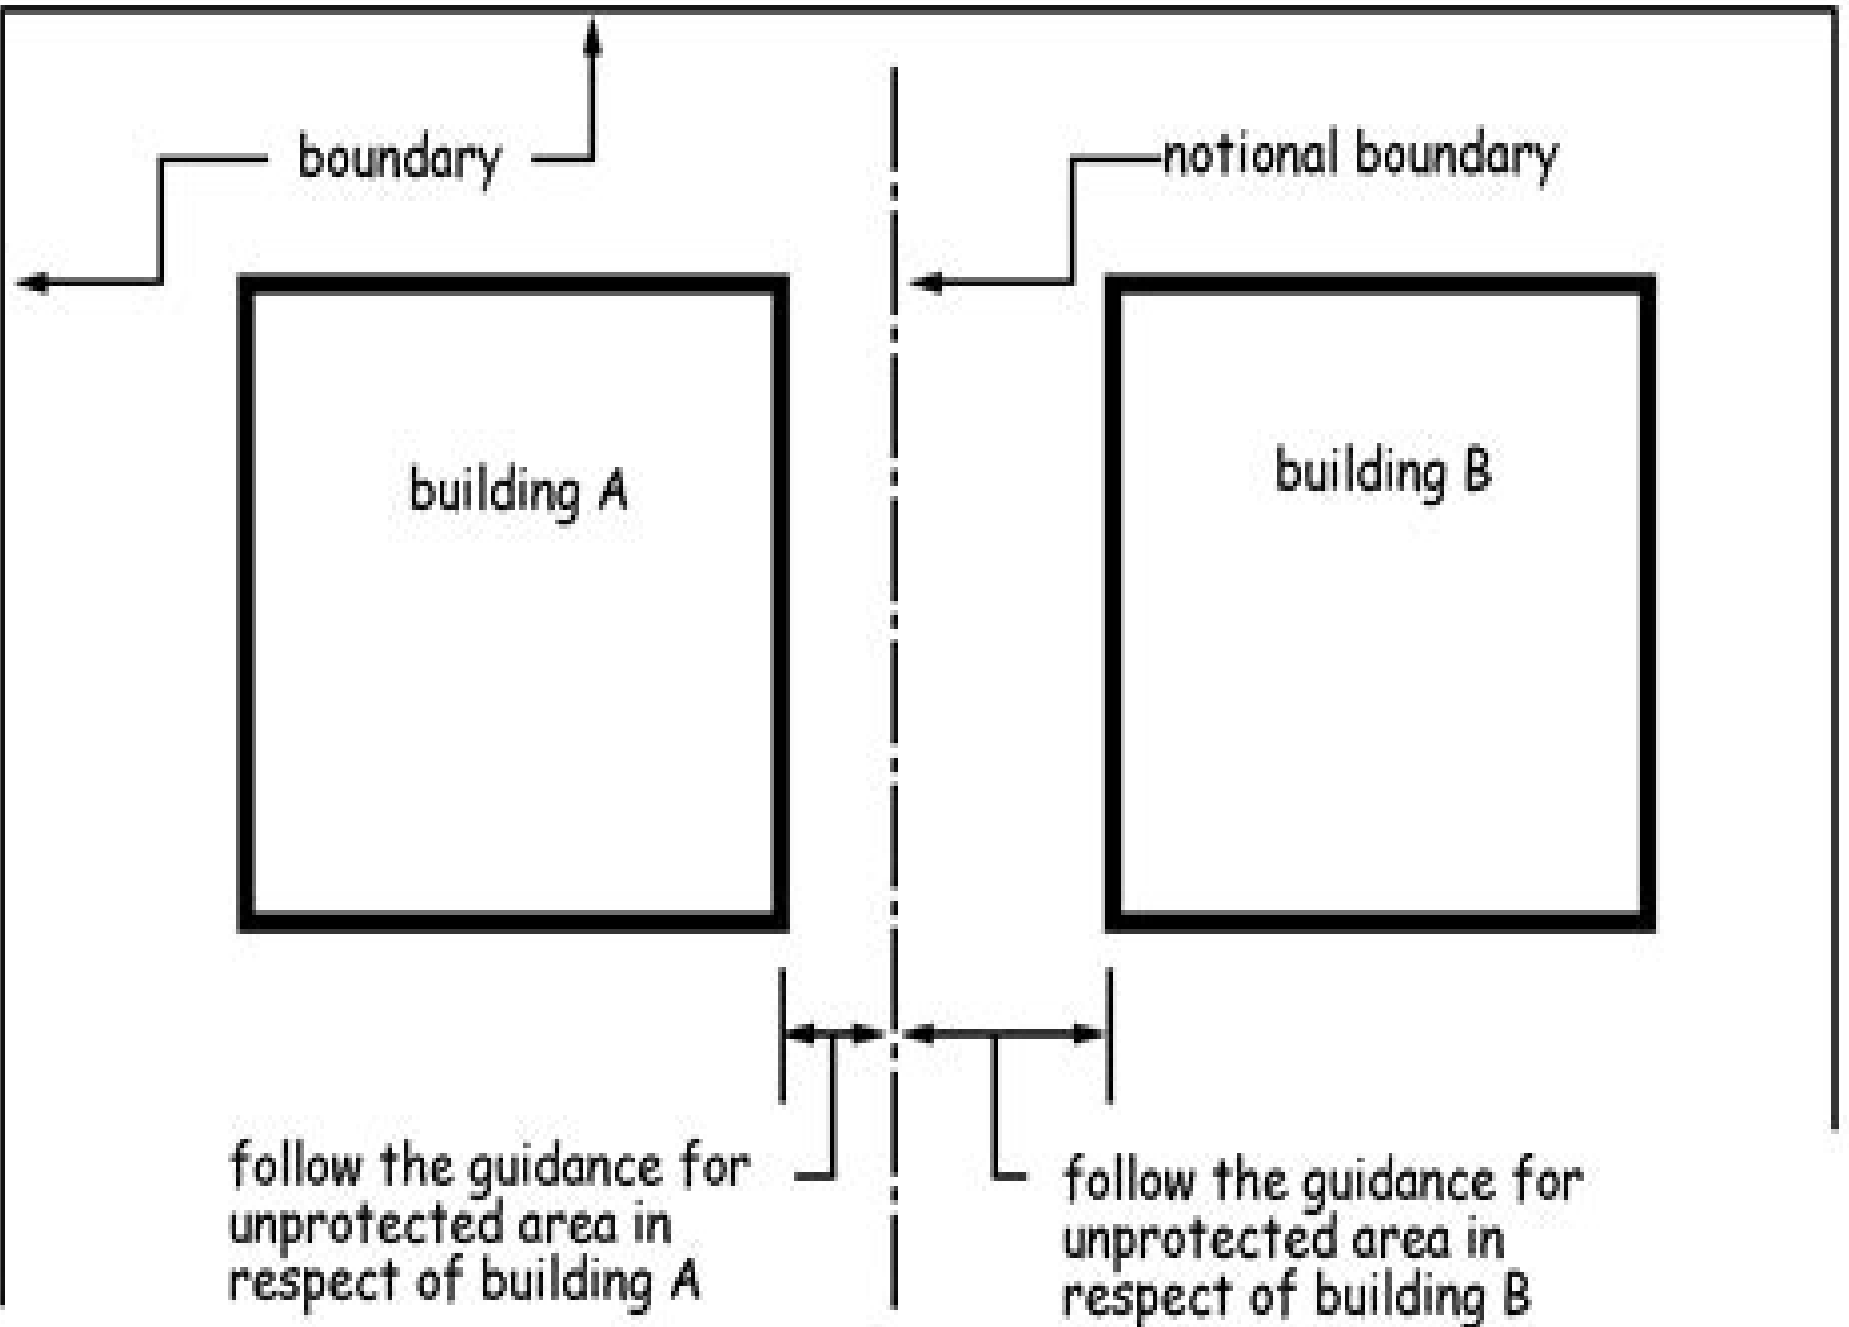 boundary
notional boundary
building A
building B
follow the guidance for
unprotected area in
respect of building A
follow the guidance for
unprotected area in
respect of building B